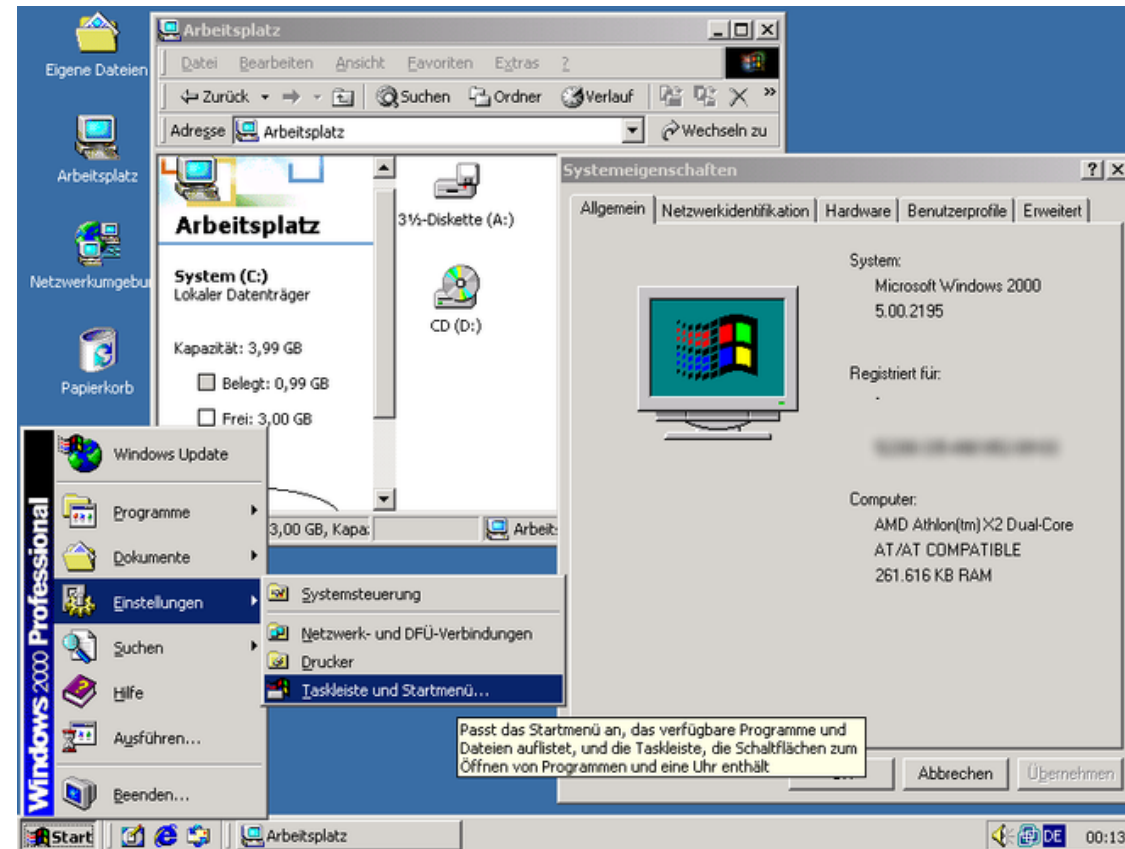 Eigene Dateien
Arbeitsplatz
Netzwerkumgebu
Papierkorb
Arbeitsplatz
Datei Bearbeiten Ansicht Favoriten Extras ?
Zurück Suchen Ordner Verlauf »
Adresse Arbeitsplatz Wechseln zu
Arbeitsplatz
System (C:)
Lokaler Datenträger
Kapazität: 3,99 GB
Belegt: 0,99 GB
Frei: 3,00 GB
3½-Diskette (A:)
CD (D:)
3,00 GB, Kapa: Arbeit:
Systemeigenschaften
Allgemein Netzwerkidentifikation Hardware Benutzerprofile Erweitert
System:
Microsoft Windows 2000
5.00.2195
Registriert für:
.
Computer:
AMD Athlon(tm) X2 Dual-Core
AT/AT COMPATIBLE
261.616 KB RAM
Abbrechen Übernehmen
Windows 2000 Professional
Windows Update
Programme
Dokumente
Einstellungen
Suchen
Hilfe
Ausführen...
Beenden...
Systemsteuerung
Netzwerk- und DFÜ-Verbindungen
Drucker
Taskleiste und Startmenü...
Passt das Startmenü an, das verfügbare Programme und
Dateien auflistet, und die Taskleiste, die Schaltflächen zum
Öffnen von Programmen und eine Uhr enthält
Start Arbeitsplatz DE 00:13